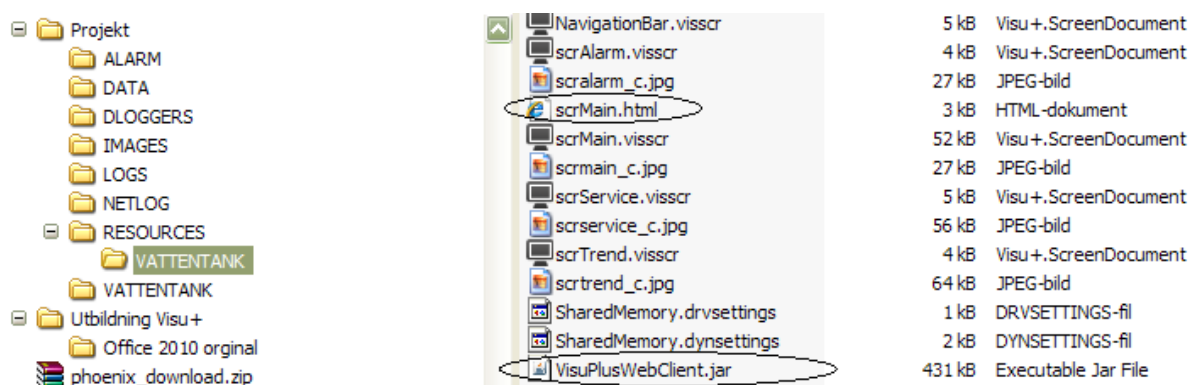 Projekt
ALARM
DATA
DLOGGERS
IMAGES
LOGS
NETLOG
RESOURCES
VATTENTANK
VATTENTANK
Utbildning Visu+
Office 2010 orginal
phoenix_download.zip
NavigationBar.visscr 5 kB Visu+.ScreenDocument
scrAlarm.visscr 4 kB Visu+.ScreenDocument
scralarm_c.jpg 27 kB JPEG-bild
scrMain.html 3 kB HTML-dokument
scrMain.visscr 52 kB Visu+.ScreenDocument
scrmain_c.jpg 27 kB JPEG-bild
scrService.visscr 5 kB Visu+.ScreenDocument
scrservice_c.jpg 56 kB JPEG-bild
scrTrend.visscr 4 kB Visu+.ScreenDocument
scrtrend_c.jpg 64 kB JPEG-bild
SharedMemory.drvsettings 1 kB DRVSETTINGS-fil
SharedMemory.dynsettings 2 kB DYNSETTINGS-fil
VisuPlusWebClient.jar 431 kB Executable Jar File